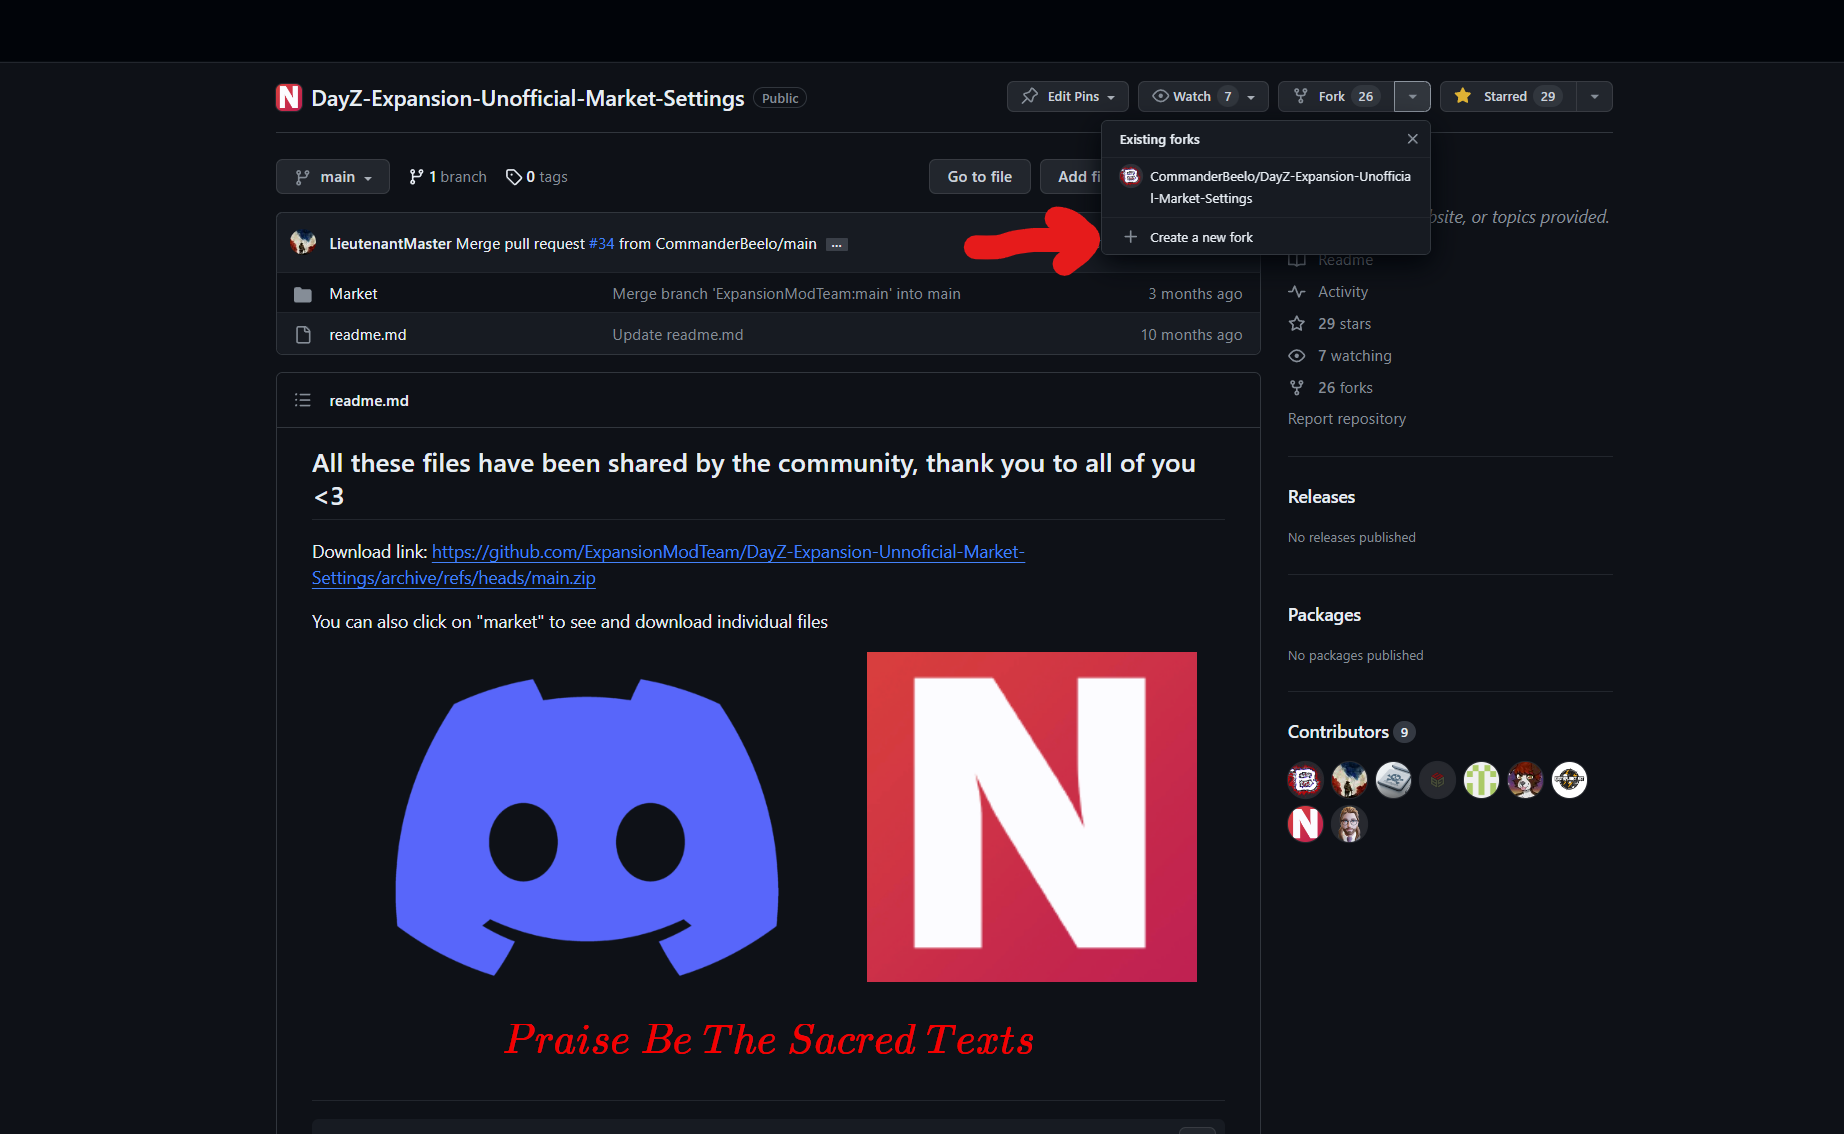 N DayZ-Expansion-Unofficial-Market-Settings Public
Edit Pins Watch 7 Fork 26 Starred 29
Existing forks
CommanderBeelo/DayZ-Expansion-Unofficia
l-Market-Settings
Create a new fork
main 1 branch 0 tags
Go to file Add fi
bsite, or topics provided.
LieutenantMaster Merge pull request #34 from CommanderBeelo/main ...
Market Merge branch 'ExpansionModTeam:main' into main 3 months ago
readme.md Update readme.md 10 months ago
Readme
Activity
29 stars
7 watching
26 forks
Report repository
readme.md
All these files have been shared by the community, thank you to all of you
<3
Download link: https://github.com/ExpansionModTeam/DayZ-Expansion-Unnoficial-Market-
Settings/archive/refs/heads/main.zip
You can also click on "market" to see and download individual files
N
Praise Be The Sacred Texts
Releases
No releases published
Packages
No packages published
Contributors 9
N